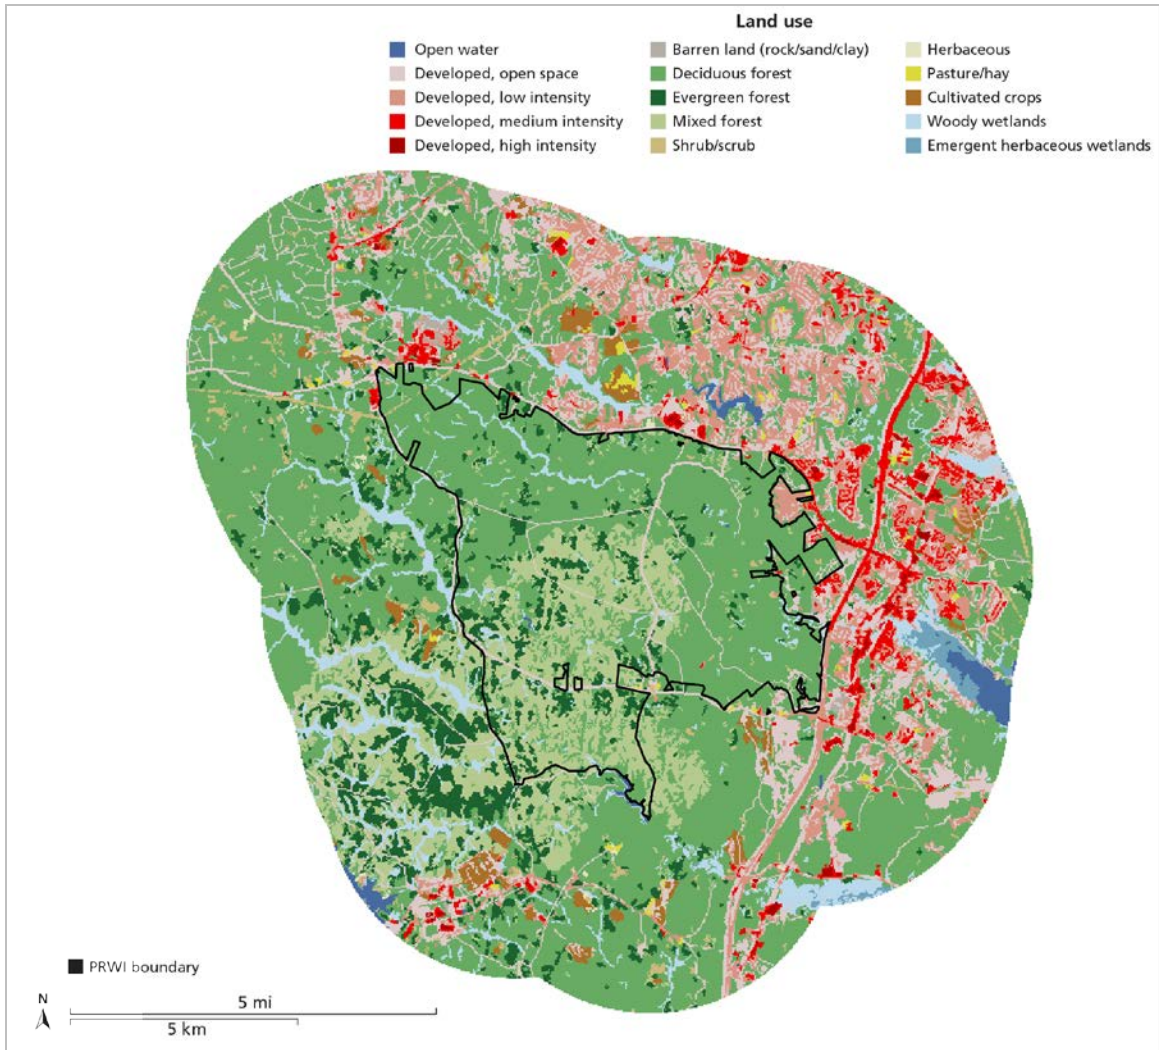 Land use
Open water
Developed, open space
Developed, low intensity
Developed, medium intensity
Developed, high intensity
Barren land (rock/sand/clay)
Deciduous forest
Evergreen forest
Mixed forest
Shrub/scrub
Herbaceous
Pasture/hay
Cultivated crops
Woody wetlands
Emergent herbaceous wetlands
PRWI boundary
N
5 mi
5 km